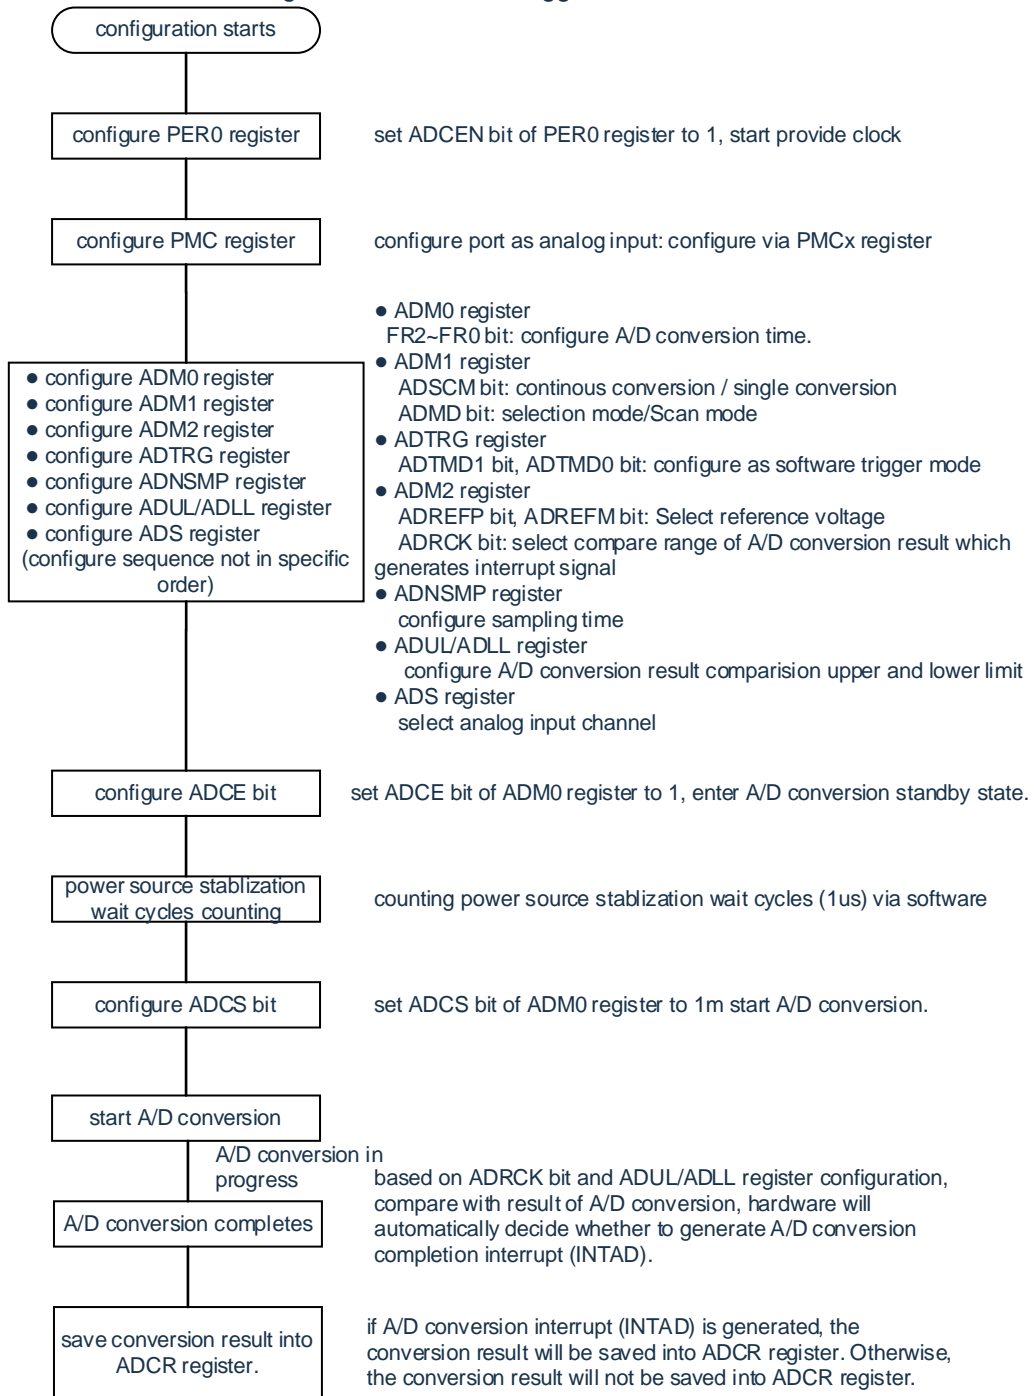 configuration starts
configure PER0 register
set ADCEN bit of PER0 register to 1, start provide clock
configure PMC register
configure port as analog input: configure via PMCx register
● configure ADM0 register
● configure ADM1 register
● configure ADM2 register
● configure ADTRG register
● configure ADNSMP register
● configure ADUL/ADLL register
● configure ADS register
(configure sequence not in specific
order)
● ADM0 register
FR2~FR0 bit: configure A/D conversion time.
● ADM1 register
ADSCM bit: continous conversion / single conversion
ADMD bit: selection mode/Scan mode
● ADTRG register
ADTMD1 bit, ADTMD0 bit: configure as software trigger mode
● ADM2 register
ADREFP bit, ADREFM bit: Select reference voltage
ADRCK bit: select compare range of A/D conversion result which
generates interrupt signal
● ADNSMP register
configure sampling time
● ADUL/ADLL register
configure A/D conversion result comparision upper and lower limit
● ADS register
select analog input channel
configure ADCE bit
set ADCE bit of ADM0 register to 1, enter A/D conversion standby state.
power source stablization
wait cycles counting
counting power source stablization wait cycles (1us) via software
configure ADCS bit
set ADCS bit of ADM0 register to 1m start A/D conversion.
start A/D conversion
A/D conversion in
progress
A/D conversion completes
based on ADRCK bit and ADUL/ADLL register configuration,
compare with result of A/D conversion, hardware will
automatically decide whether to generate A/D conversion
completion interrupt (INTAD).
save conversion result into
ADCR register.
if A/D conversion interrupt (INTAD) is generated, the
conversion result will be saved into ADCR register. Otherwise,
the conversion result will not be saved into ADCR register.